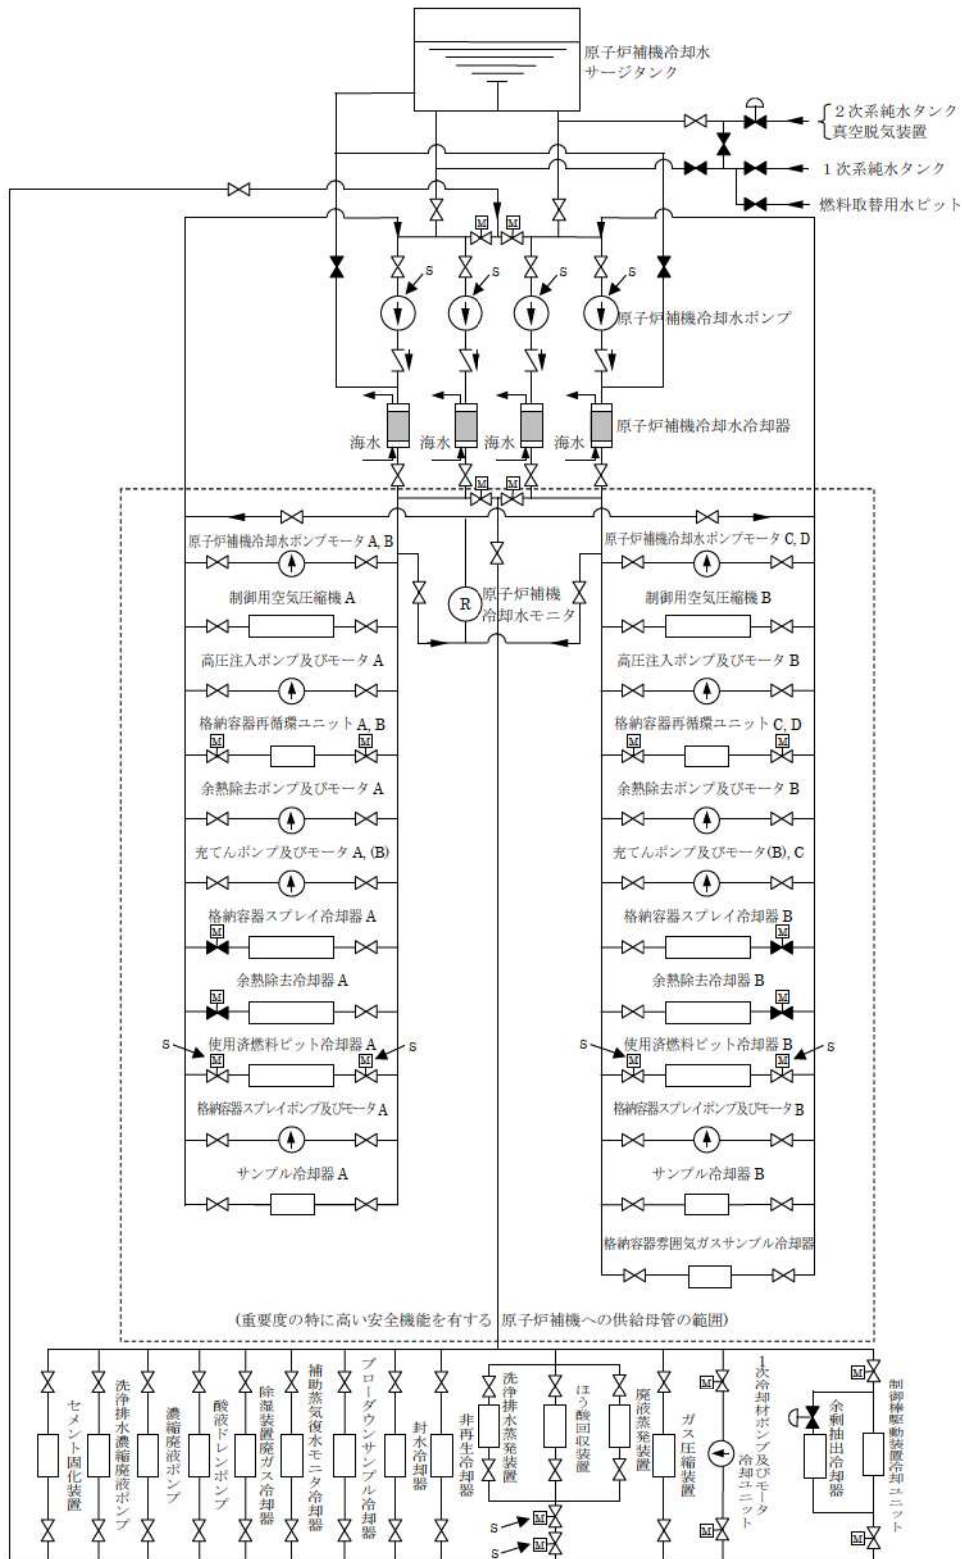 原子炉補機冷却水
サージタンク
2次系純水タンク
真空脱気装置
1次系純水タンク
燃料取替用水ピット
M
M
S
S
S
S
原子炉補機冷却水ポンプ
原子炉補機冷却水冷却器
海水
海水
海水
海水
M
M
原子炉補機冷却水ポンプモータ A, B
原子炉補機冷却水ポンプモータ C, D
R
原子炉補機
冷却水モニタ
制御用空気圧縮機 A
制御用空気圧縮機 B
高圧注入ポンプ及びモータ A
高圧注入ポンプ及びモータ B
格納容器再循環ユニット A, B
格納容器再循環ユニット C, D
M
M
M
M
余熱除去ポンプ及びモータ A
余熱除去ポンプ及びモータ B
充てんポンプ及びモータ A, (B)
充てんポンプ及びモータ(B), C
格納容器スプレイ冷却器 A
格納容器スプレイ冷却器 B
M
M
余熱除去冷却器 A
余熱除去冷却器 B
M
M
使用済燃料ピット冷却器 A
使用済燃料ピット冷却器 B
S
M
M
S
S
M
M
S
格納容器スプレイポンプ及びモータ A
格納容器スプレイポンプ及びモータ B
サンプル冷却器 A
サンプル冷却器 B
格納容器雰囲気ガスサンプル冷却器
(重要度の特に高い安全機能を有する 原子炉補機への供給母管の範囲)
セメント固化装置
洗浄排水濃縮廃液ポンプ
濃縮廃液ポンプ
酸液ドレンポンプ
除湿装置廃ガス冷却器
補助蒸気復水モニタ冷却器
ブローダウンサンプル冷却器
封水冷却器
非再生冷却器
洗浄排水蒸発装置
ほう酸回収装置
廃液蒸発装置
ガス圧縮装置
1次冷却材ポンプ及びモータ
冷却ユニット
余剰抽出冷却器
制御棒駆動装置冷却ユニット
M
M
M
M
S
M
S
M